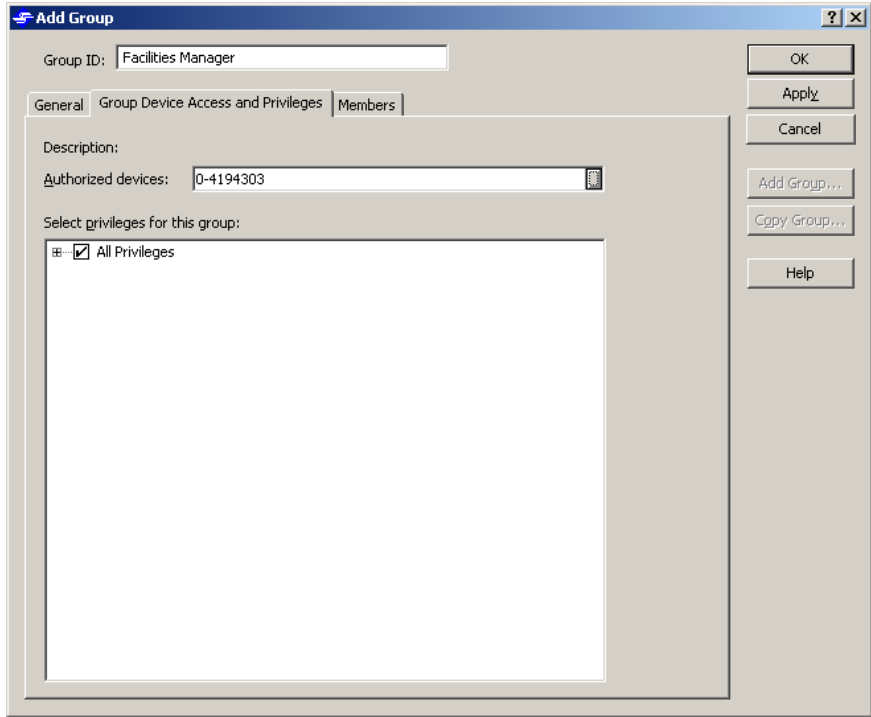 Add Group
Group ID: Facilities Manager
OK
Apply
Cancel
Add Group...
Copy Group...
Help
General
Group Device Access and Privileges
Members
Description:
Authorized devices: 0-4194303
Select privileges for this group:
All Privileges